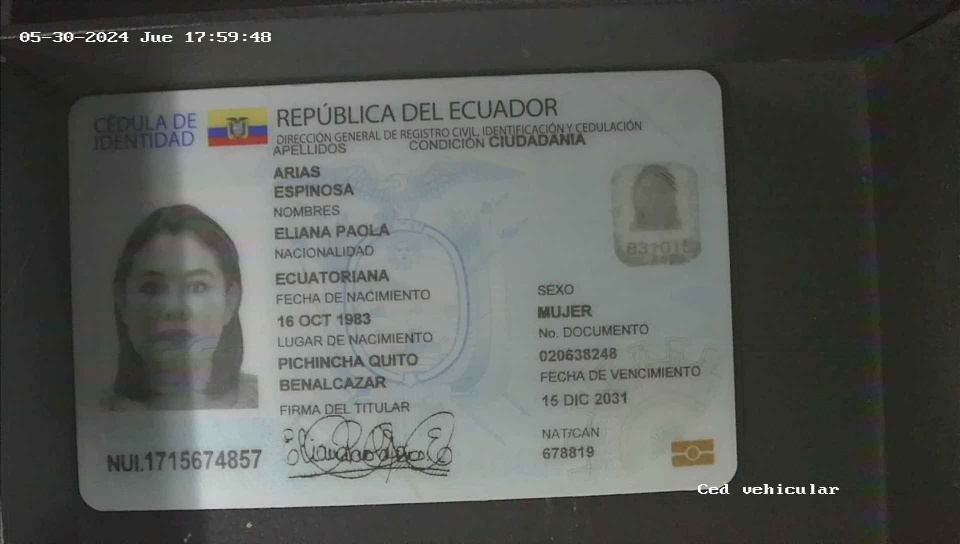 05-30-2024 Jue 17:59:48
CÉDULA DE
IDENTIDAD
REPÚBLICA DEL ECUADOR
DIRECCIÓN GENERAL DE REGISTRO CIVIL, IDENTIFICACIÓN Y CEDULACIÓN
APELLIDOS
CONDICIÓN CIUDADANÍA
ARIAS
ESPINOSA
NOMBRES
ELIANA PAOLA
NACIONALIDAD
ECUATORIANA
FECHA DE NACIMIENTO
16 OCT 1983
LUGAR DE NACIMIENTO
PICHINCHA QUITO
BENALCAZAR
FIRMA DEL TITULAR
831015
SEXO
MUJER
No. DOCUMENTO
020638248
FECHA DE VENCIMIENTO
15 DIC 2031
NAT/CAN
678819
NUI.1715674857
Ced vehicular